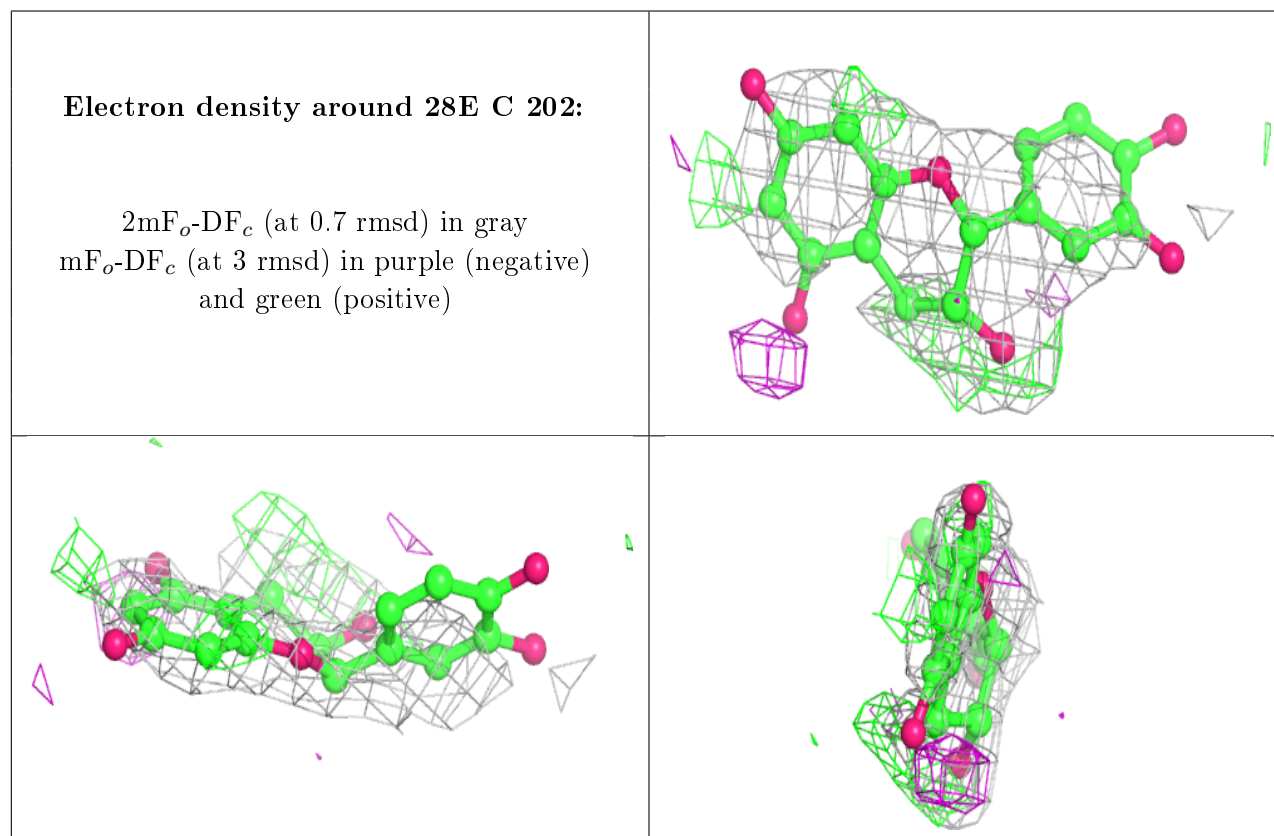 Electron density around 28E C 202:
2mFₒ-DF𝒸 (at 0.7 rmsd) in gray
mFₒ-DF𝒸 (at 3 rmsd) in purple (negative)
and green (positive)